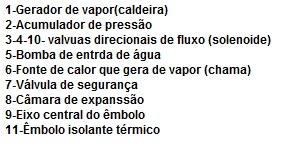 1-Gerador de vapor(caldeira)
2-Acumulador de pressão
3-4-10- valvuas direcionais de fluxo (solenoide)
5-Bomba de entrda de água
6-Fonte de calor que gera de vapor (chama)
7-Válvula de segurança
8-Câmara de expanssão
9-Eixo central do êmbolo
11-Êmbolo isolante térmico